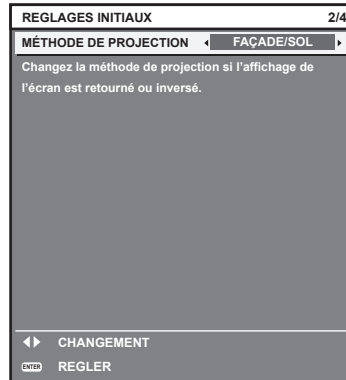 REGLAGES INITIAUX 2/4
MÉTHODE DE PROJECTION FAÇADE/SOL
Changez la méthode de projection si l'affichage de
l'écran est retourné ou inversé.
CHANGEMENT
ENTER REGLER